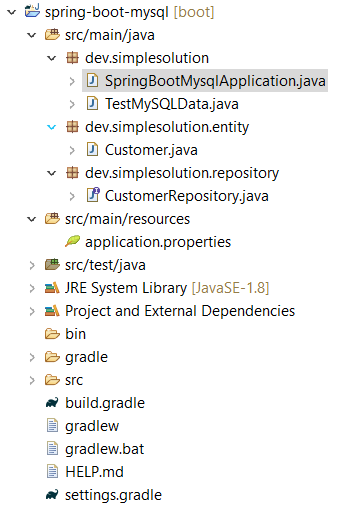 spring-boot-mysql [boot]
src/main/java
dev.simplesolution
SpringBootMysqlApplication.java
TestMySQLData.java
dev.simplesolution.entity
Customer.java
dev.simplesolution.repository
CustomerRepository.java
src/main/resources
application.properties
src/test/java
JRE System Library [JavaSE-1.8]
Project and External Dependencies
bin
gradle
src
build.gradle
gradlew
gradlew.bat
HELP.md
settings.gradle